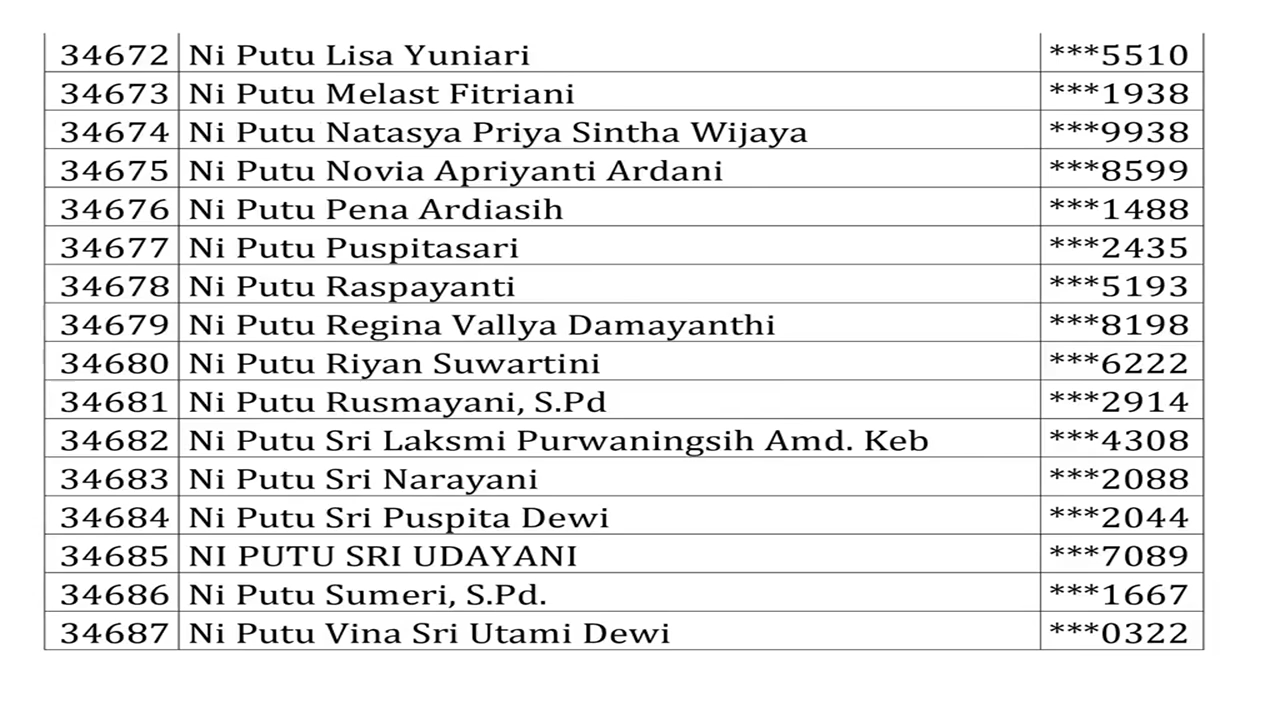 34672 Ni Putu Lisa Yuniari ***5510
34673 Ni Putu Melast Fitriani ***1938
34674 Ni Putu Natasya Priya Sintha Wijaya ***9938
34675 Ni Putu Novia Apriyanti Ardani ***8599
34676 Ni Putu Pena Ardiasih ***1488
34677 Ni Putu Puspitasari ***2435
34678 Ni Putu Raspayanti ***5193
34679 Ni Putu Regina Vallya Damayanthi ***8198
34680 Ni Putu Riyan Suwartini ***6222
34681 Ni Putu Rusmayani, S.Pd ***2914
34682 Ni Putu Sri Laksmi Purwaningsih Amd. Keb ***4308
34683 Ni Putu Sri Narayani ***2088
34684 Ni Putu Sri Puspita Dewi ***2044
34685 NI PUTU SRI UDAYANI ***7089
34686 Ni Putu Sumeri, S.Pd. ***1667
34687 Ni Putu Vina Sri Utami Dewi ***0322